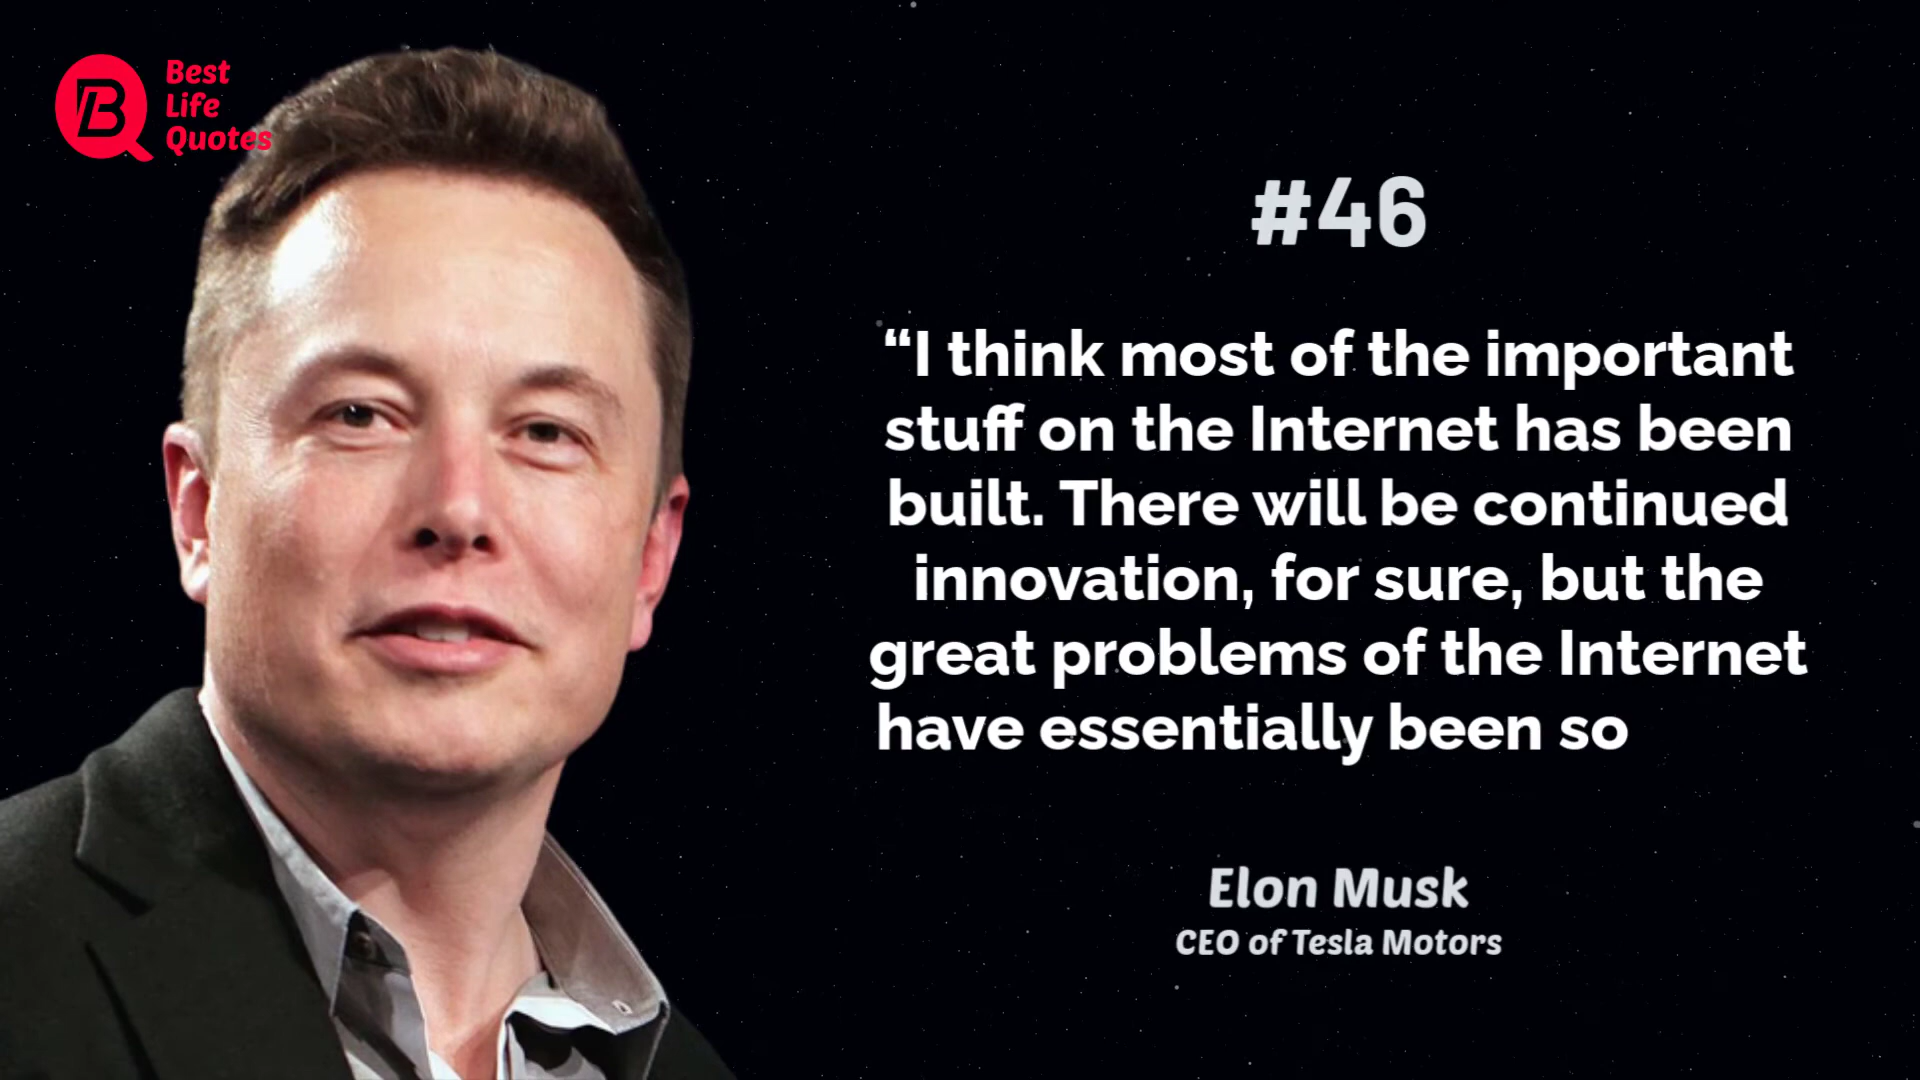 Best
Life
Quotes
#46
“I think most of the important
stuff on the Internet has been
built. There will be continued
innovation, for sure, but the
great problems of the Internet
have essentially been so
Elon Musk
CEO of Tesla Motors